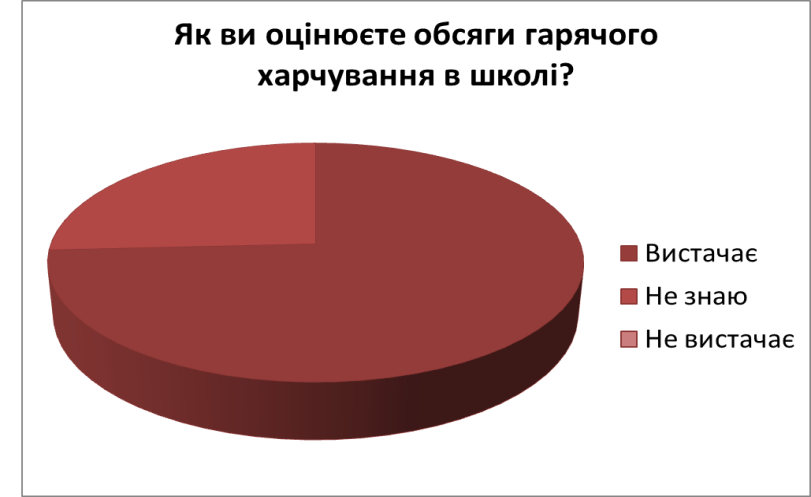 Як ви оцінюєте обсяги гарячого
харчування в школі?
Вистачає
Не знаю
Не вистачає